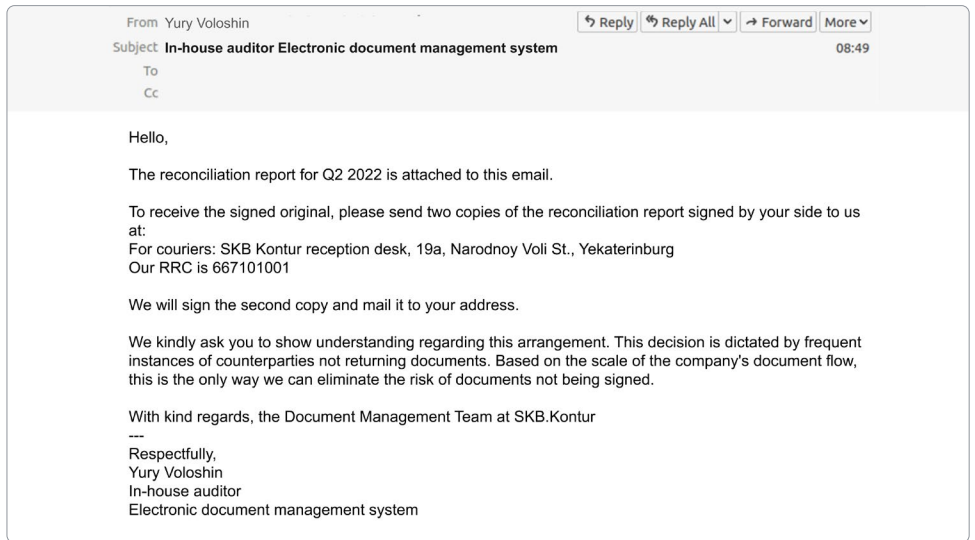 From Yury Voloshin
Reply Reply All Forward More
Subject In-house auditor Electronic document management system 08:49
To
Cc
Hello,
The reconciliation report for Q2 2022 is attached to this email.
To receive the signed original, please send two copies of the reconciliation report signed by your side to us
at:
For couriers: SKB Kontur reception desk, 19a, Narodnoy Voli St., Yekaterinburg
Our RRC is 667101001
We will sign the second copy and mail it to your address.
We kindly ask you to show understanding regarding this arrangement. This decision is dictated by frequent
instances of counterparties not returning documents. Based on the scale of the company's document flow,
this is the only way we can eliminate the risk of documents not being signed.
With kind regards, the Document Management Team at SKB.Kontur
---
Respectfully,
Yury Voloshin
In-house auditor
Electronic document management system